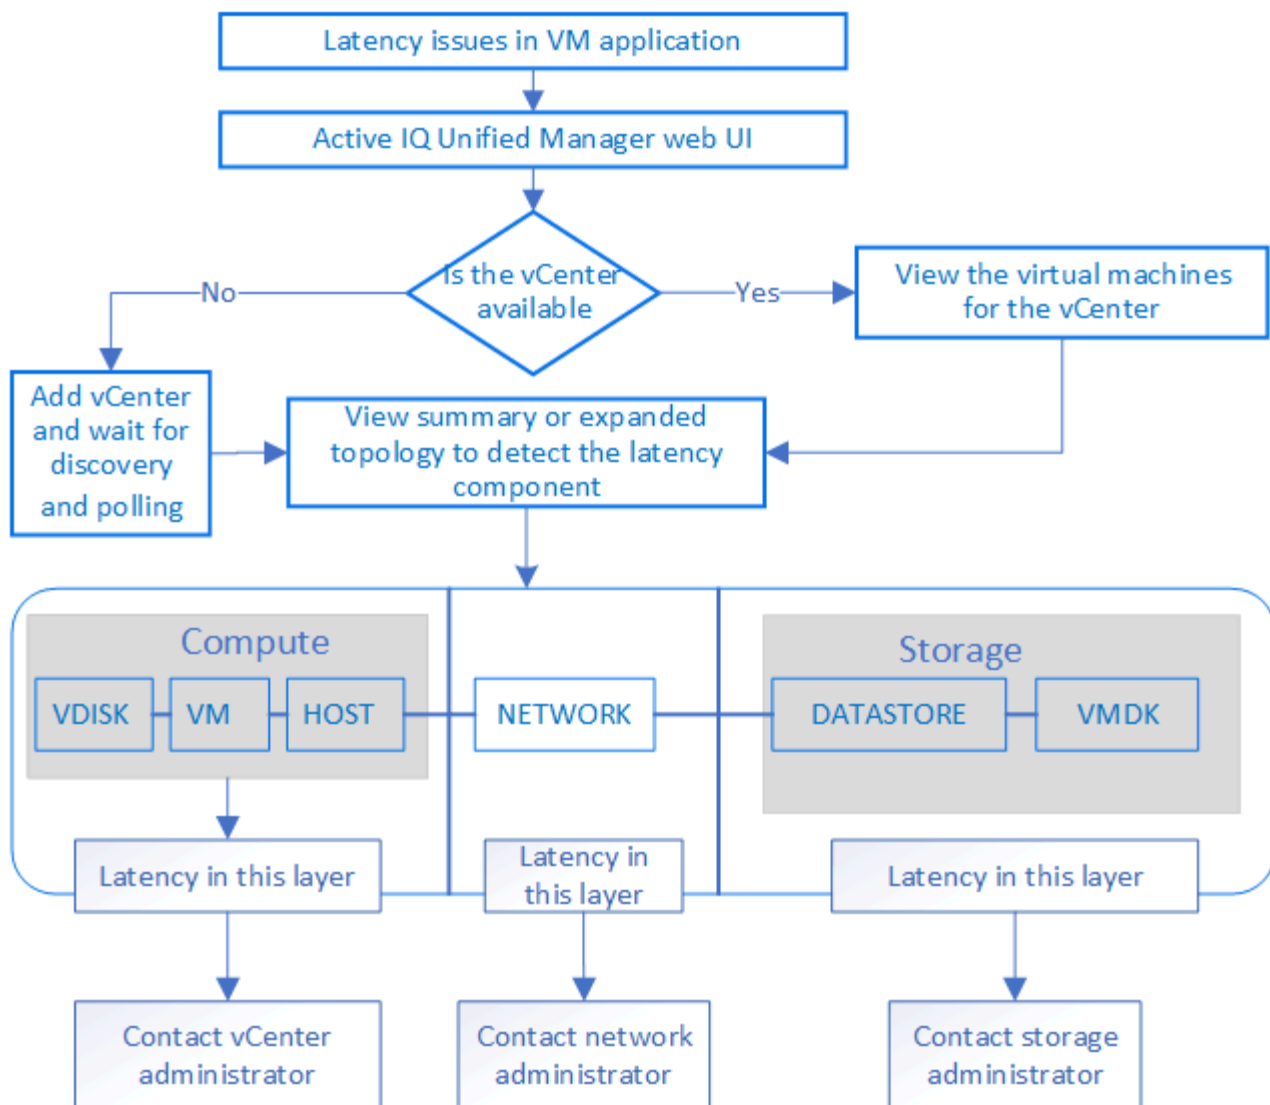 Latency issues in VM application
Active IQ Unified Manager web UI
Is the vCenter
available
No
Yes
View the virtual machines
for the vCenter
Add vCenter
and wait for
discovery
and polling
View summary or expanded
topology to detect the latency
component
Compute
Storage
VDISK
VM
HOST
NETWORK
DATASTORE
VMDK
Latency in this layer
Latency in
this layer
Latency in this layer
Contact vCenter
administrator
Contact network
administrator
Contact storage
administrator